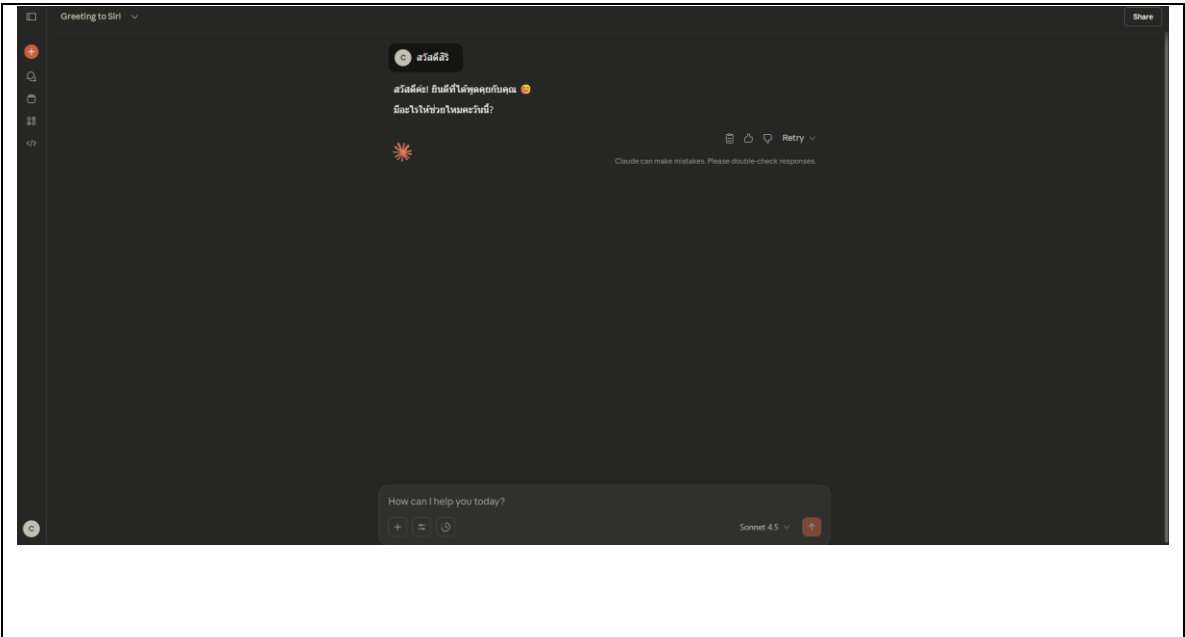 Greeting to Siri
Share
C สวัสดีสิริ
สวัสดีค่ะ! ยินดีที่ได้พูดคุยกับคุณ 😊
มีอะไรให้ช่วยไหมคะวันนี้?
Retry
Claude can make mistakes. Please double-check responses.
How can I help you today?
Sonnet 4.5
C